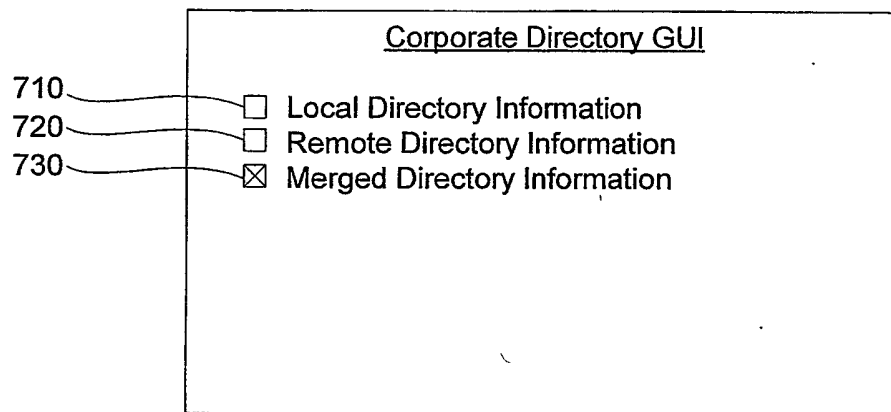 Corporate Directory GUI
710 Local Directory Information
720 Remote Directory Information
730 Merged Directory Information